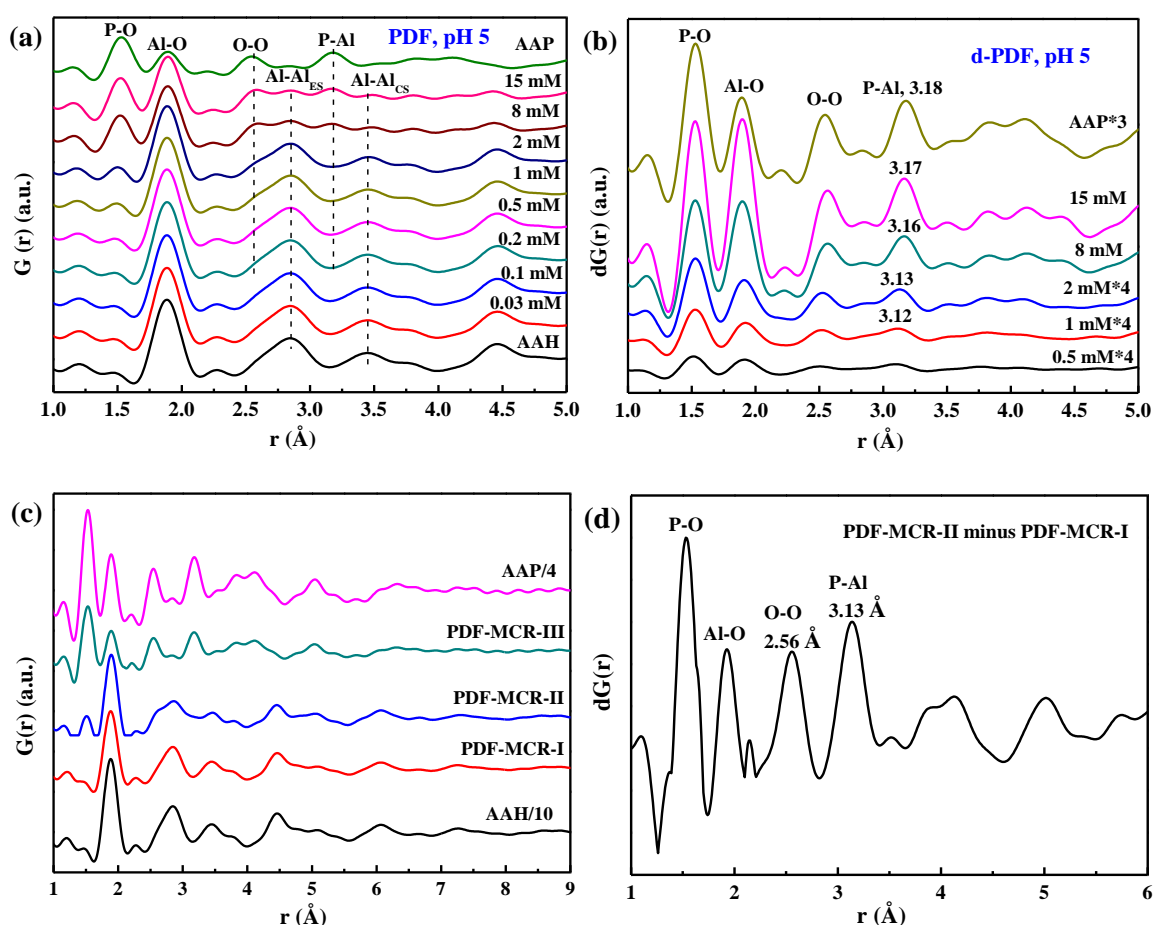 (a)
PDF, pH 5
P-O
Al-O
O-O
P-Al
Al-Al_ES
Al-Al_CS
AAP
15 mM
8 mM
2 mM
1 mM
0.5 mM
0.2 mM
0.1 mM
0.03 mM
AAH
G(r) (a.u.)
1.0 1.5 2.0 2.5 3.0 3.5 4.0 4.5 5.0
r (Å)
(b)
d-PDF, pH 5
P-O
Al-O
O-O
P-Al, 3.18
AAP*3
3.17
15 mM
3.16
8 mM
3.13
2 mM*4
3.12
1 mM*4
0.5 mM*4
dG(r) (a.u.)
1.0 1.5 2.0 2.5 3.0 3.5 4.0 4.5 5.0
r (Å)
(c)
AAP/4
PDF-MCR-III
PDF-MCR-II
PDF-MCR-I
AAH/10
G(r) (a.u.)
1 2 3 4 5 6 7 8 9
r (Å)
(d)
PDF-MCR-II minus PDF-MCR-I
P-O
Al-O
O-O
2.56 Å
P-Al
3.13 Å
dG(r)
1 2 3 4 5 6
r (Å)